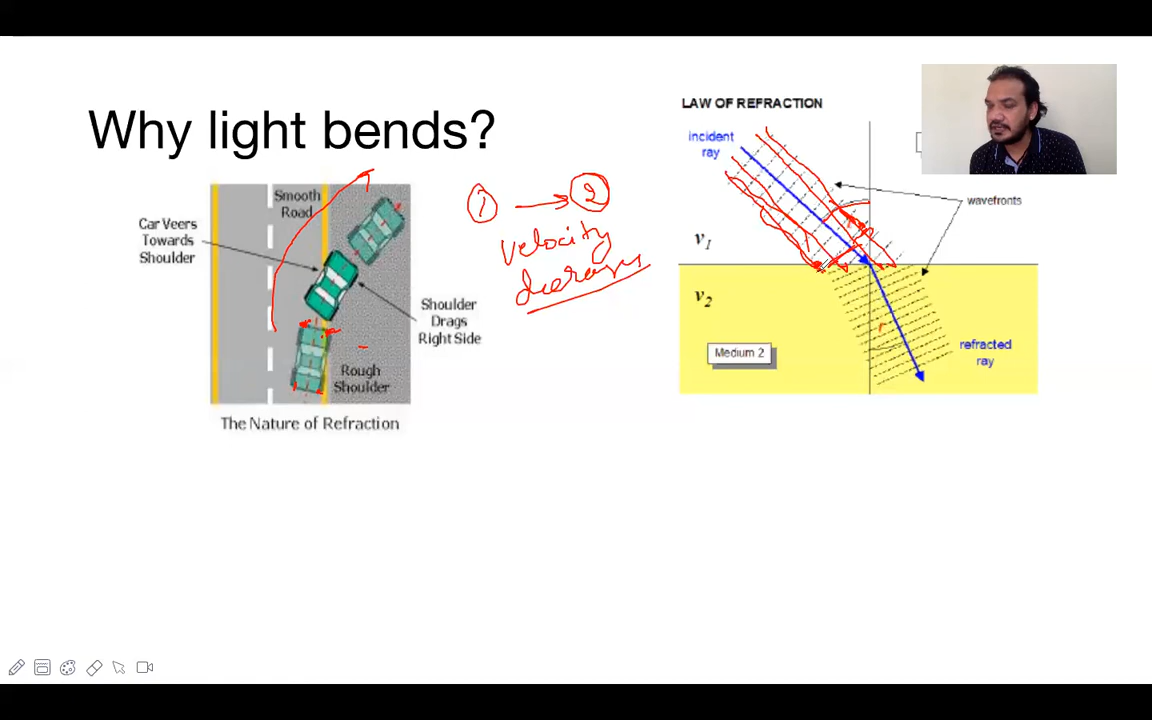 Why light bends?
Smooth
Road
Car Veers
Towards
Shoulder
Shoulder
Drags
Right Side
Rough
Shoulder
The Nature of Refraction
1 → 2
Velocity
LAW OF REFRACTION
incident
ray
wavefronts
v1
v2
r
Medium 2
refracted
ray